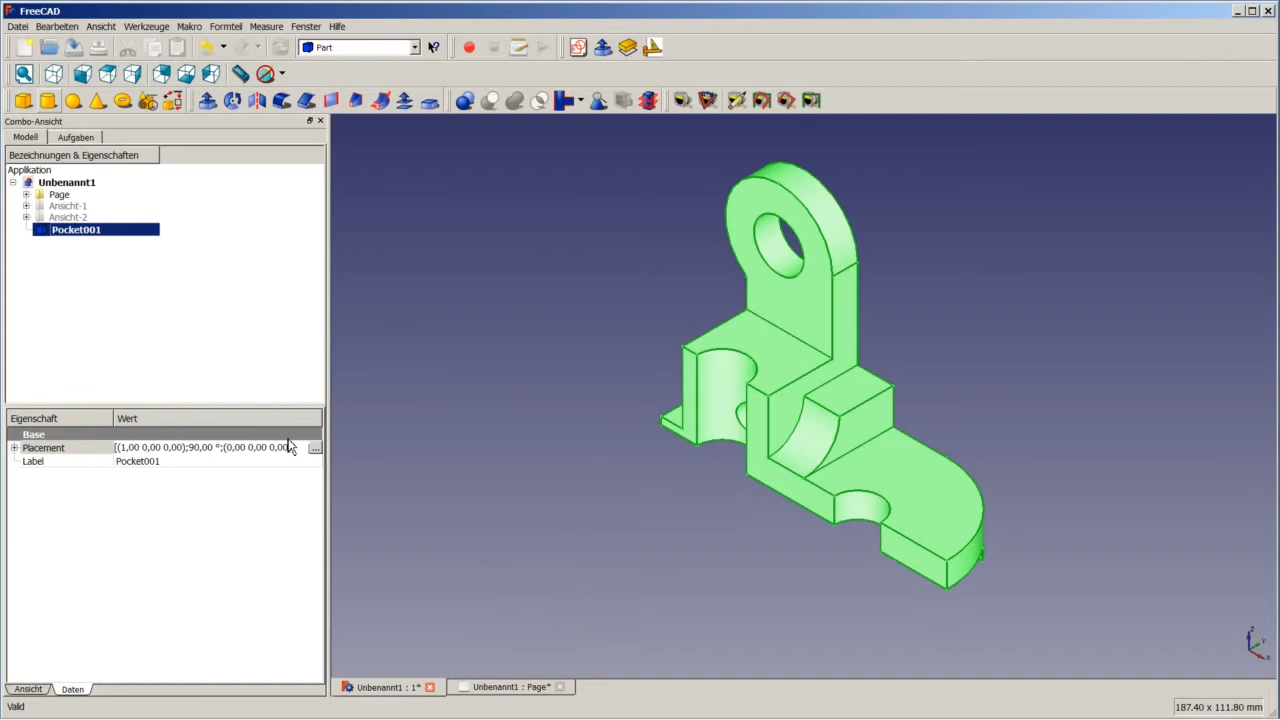 FreeCAD
Datei Bearbeiten Ansicht Werkzeuge Makro Formteil Measure Fenster Hilfe
Part
Combo-Ansicht
Modell Aufgaben
Bezeichnungen & Eigenschaften
Applikation
Unbenannt1
Page
Ansicht-1
Ansicht-2
Pocket001
Eigenschaft Wert
Base
Placement [(1,00 0,00 0,00);90,00 °;(0,00 0,00 0,00) ...
Label Pocket001
Z
Y
X
Ansicht Daten
Unbenannt1 : 1* Unbenannt1 : Page*
Valid 187.40 x 111.80 mm